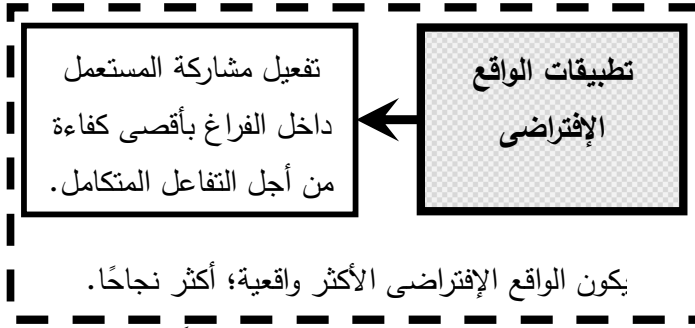 تطبيقات الواقع
الإفتراضى
تفعيل مشاركة المستعمل
داخل الفراغ بأقصى كفاءة
من أجل التفاعل المتكامل.
يكون الواقع الإفتراضى الأكثر واقعية؛ أكثر نجاحًا.